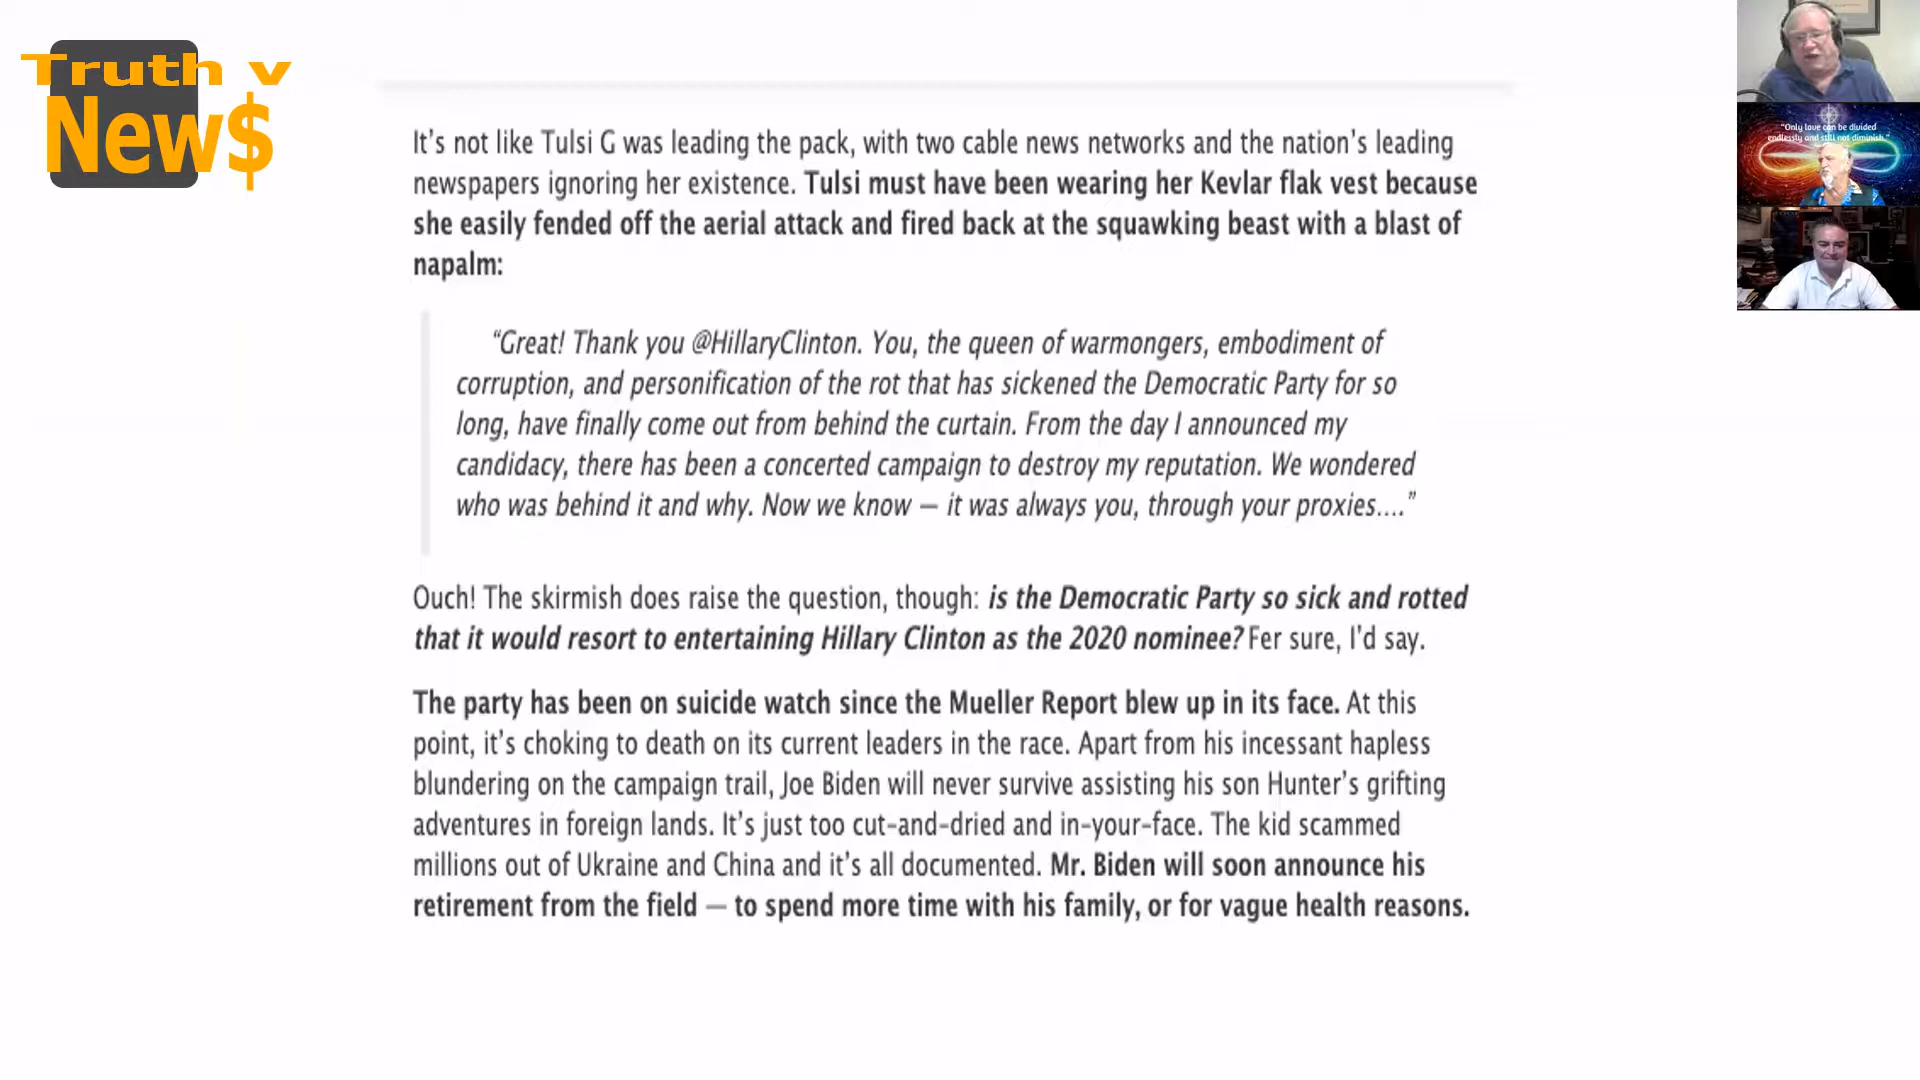 Truth v
New$
It's not like Tulsi G was leading the pack, with two cable news networks and the nation's leading
newspapers ignoring her existence. Tulsi must have been wearing her Kevlar flak vest because
she easily fended off the aerial attack and fired back at the squawking beast with a blast of
napalm:
“Great! Thank you @HillaryClinton. You, the queen of warmongers, embodiment of
corruption, and personification of the rot that has sickened the Democratic Party for so
long, have finally come out from behind the curtain. From the day I announced my
candidacy, there has been a concerted campaign to destroy my reputation. We wondered
who was behind it and why. Now we know — it was always you, through your proxies....”
Ouch! The skirmish does raise the question, though: is the Democratic Party so sick and rotted
that it would resort to entertaining Hillary Clinton as the 2020 nominee? Fer sure, I'd say.
The party has been on suicide watch since the Mueller Report blew up in its face. At this
point, it's choking to death on its current leaders in the race. Apart from his incessant hapless
blundering on the campaign trail, Joe Biden will never survive assisting his son Hunter's grifting
adventures in foreign lands. It's just too cut-and-dried and in-your-face. The kid scammed
millions out of Ukraine and China and it's all documented. Mr. Biden will soon announce his
retirement from the field — to spend more time with his family, or for vague health reasons.
"Only love can be divided
endlessly and still not diminish."